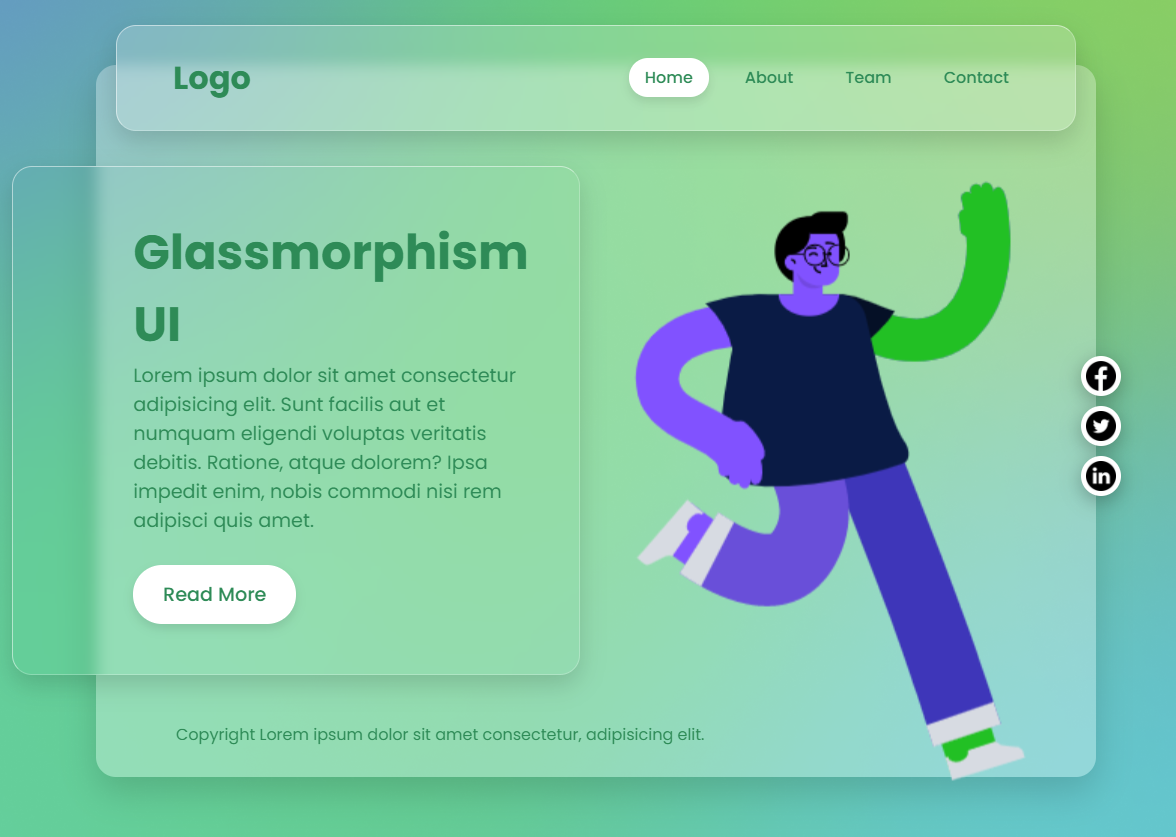 Logo
Home
About
Team
Contact
Glassmorphism
UI
Lorem ipsum dolor sit amet consectetur
adipisicing elit. Sunt facilis aut et
numquam eligendi voluptas veritatis
debitis. Ratione, atque dolorem? Ipsa
impedit enim, nobis commodi nisi rem
adipisci quis amet.
Read More
Copyright Lorem ipsum dolor sit amet consectetur, adipisicing elit.